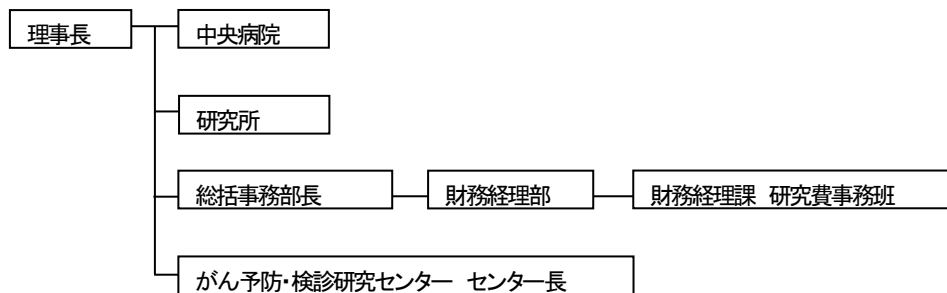 理事長
中央病院
研究所
総括事務部長
財務経理部
財務経理課 研究費事務班
がん予防・検診研究センター センター長